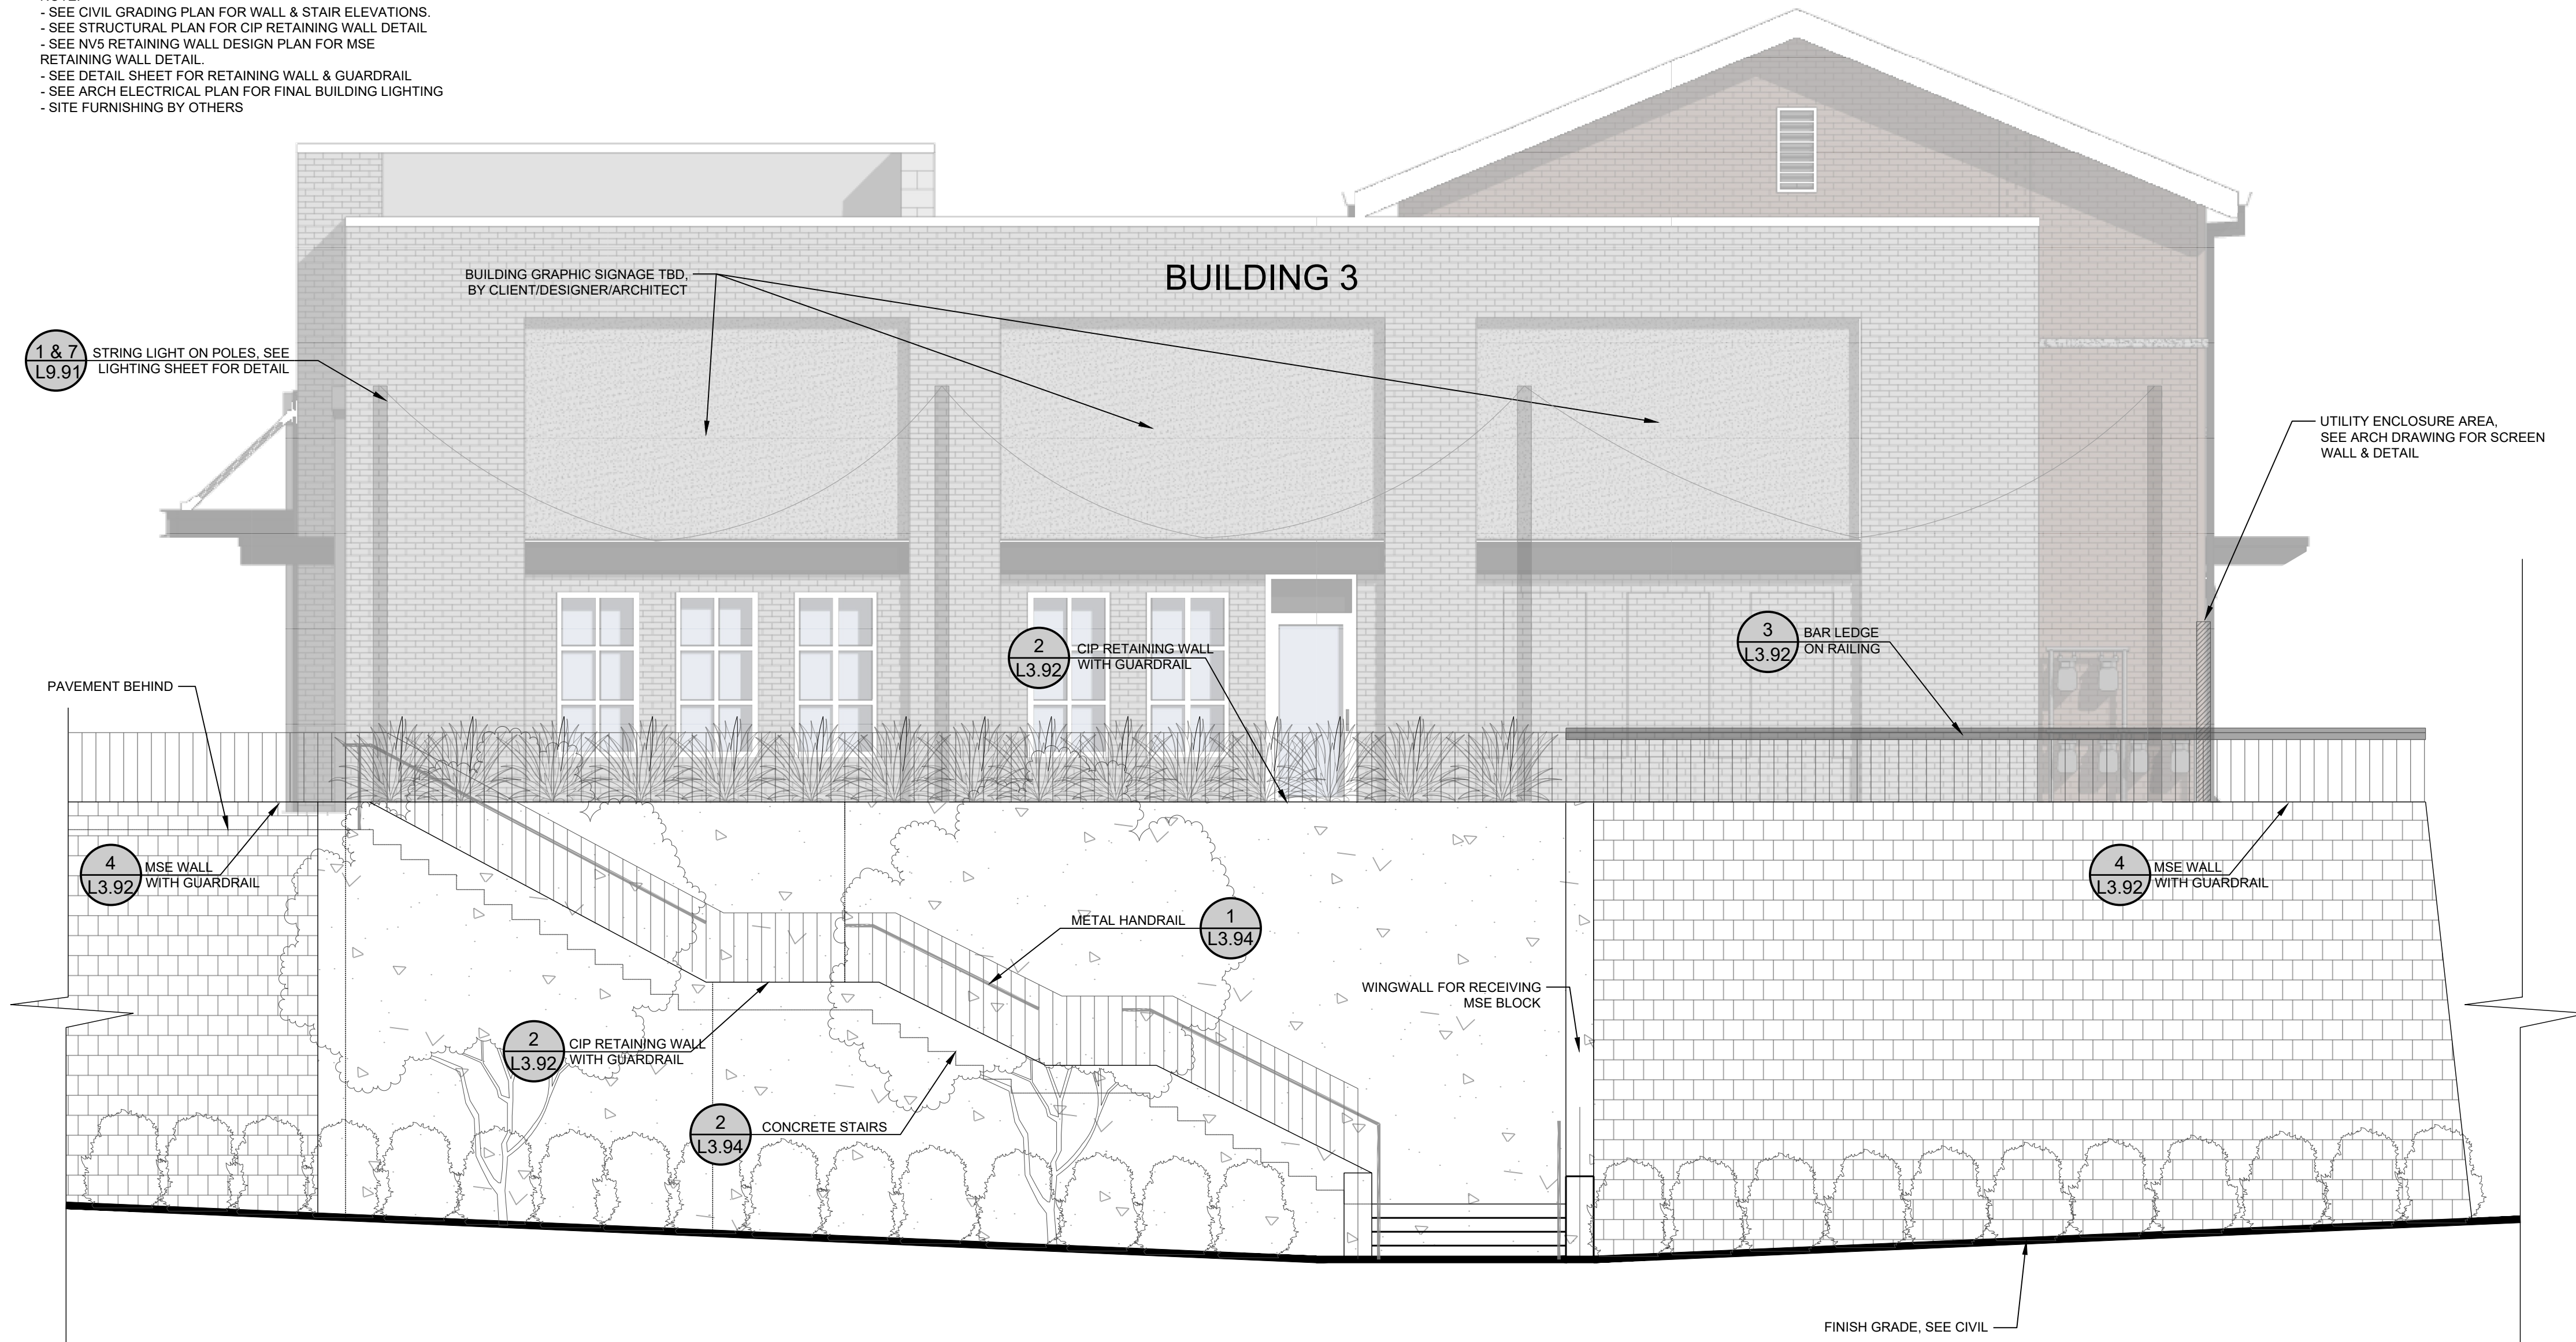 - SEE CIVIL GRADING PLAN FOR WALL & STAIR ELEVATIONS.
- SEE STRUCTURAL PLAN FOR CIP RETAINING WALL DETAIL
- SEE NV5 RETAINING WALL DESIGN PLAN FOR MSE
RETAINING WALL DETAIL.
- SEE DETAIL SHEET FOR RETAINING WALL & GUARDRAIL
- SEE ARCH ELECTRICAL PLAN FOR FINAL BUILDING LIGHTING
- SITE FURNISHING BY OTHERS
BUILDING GRAPHIC SIGNAGE TBD,
BY CLIENT/DESIGNER/ARCHITECT
BUILDING 3
1 & 7
L9.91
STRING LIGHT ON POLES, SEE
LIGHTING SHEET FOR DETAIL
UTILITY ENCLOSURE AREA,
SEE ARCH DRAWING FOR SCREEN
WALL & DETAIL
2
L3.92
CIP RETAINING WALL
WITH GUARDRAIL
3
L3.92
BAR LEDGE
ON RAILING
PAVEMENT BEHIND
4
L3.92
MSE WALL
WITH GUARDRAIL
4
L3.92
MSE WALL
WITH GUARDRAIL
METAL HANDRAIL
1
L3.94
WINGWALL FOR RECEIVING
MSE BLOCK
2
L3.92
CIP RETAINING WALL
WITH GUARDRAIL
2
L3.94
CONCRETE STAIRS
FINISH GRADE, SEE CIVIL